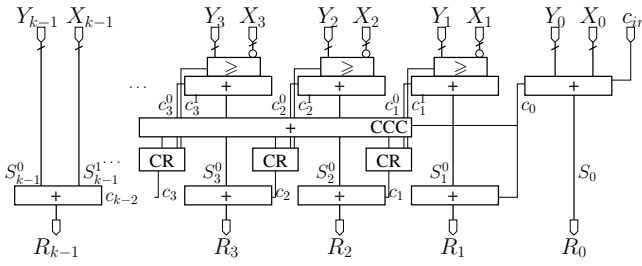 Y_{k−1} X_{k−1} Y_3 X_3 Y_2 X_2 Y_1 X_1 Y_0 X_0 c_{in}
⩾ ⩾ ⩾
... + + + +
c_3^0 c_3^1 c_2^0 c_2^1 c_1^0 c_1^1 c_0
+ CCC
CR CR CR
S_{k−1}^0 S_{k−1}^1 ... c_3 S_3^0 c_2 S_2^0 c_1 S_1^0 S_0
+ c_{k−2} + + +
R_{k−1} R_3 R_2 R_1 R_0